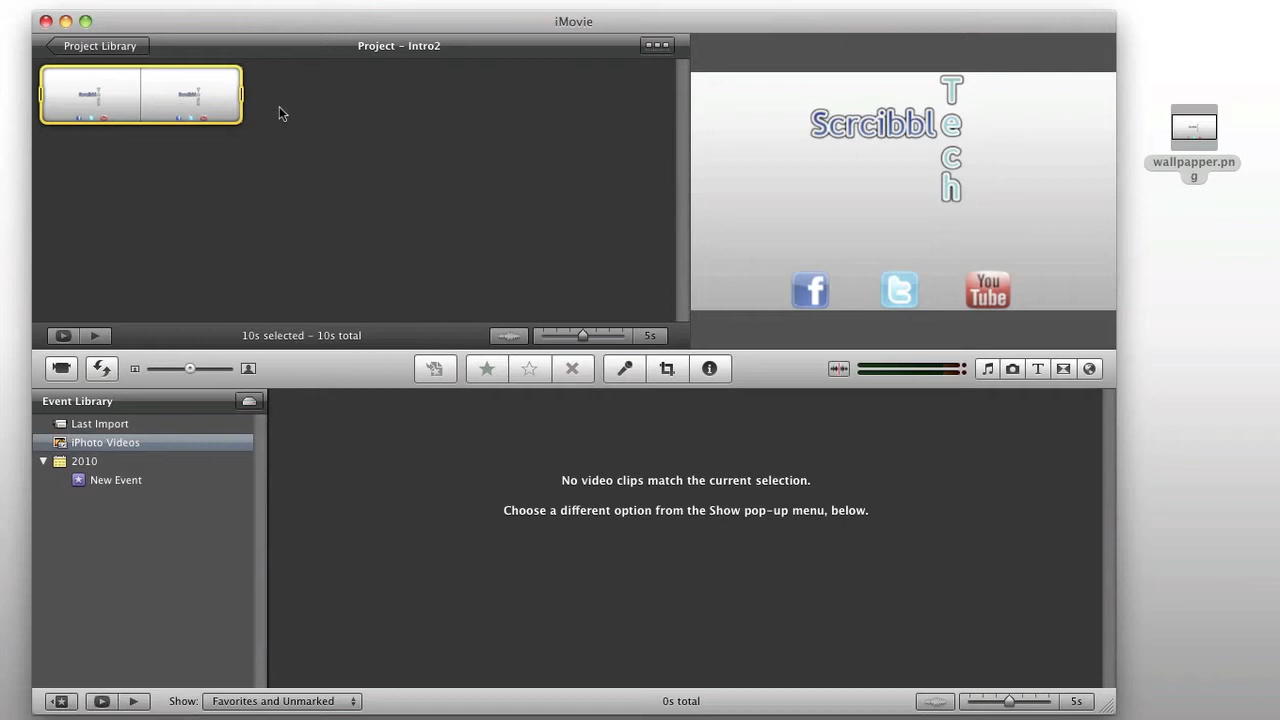 iMovie
Project Library
Project - Intro2
Scrcibbl
Tech
f
t
You
Tube
wallpapper.pn
g
10s selected - 10s total
5s
Event Library
Last Import
iPhoto Videos
2010
New Event
No video clips match the current selection.
Choose a different option from the Show pop-up menu, below.
Show:
Favorites and Unmarked
0s total
5s